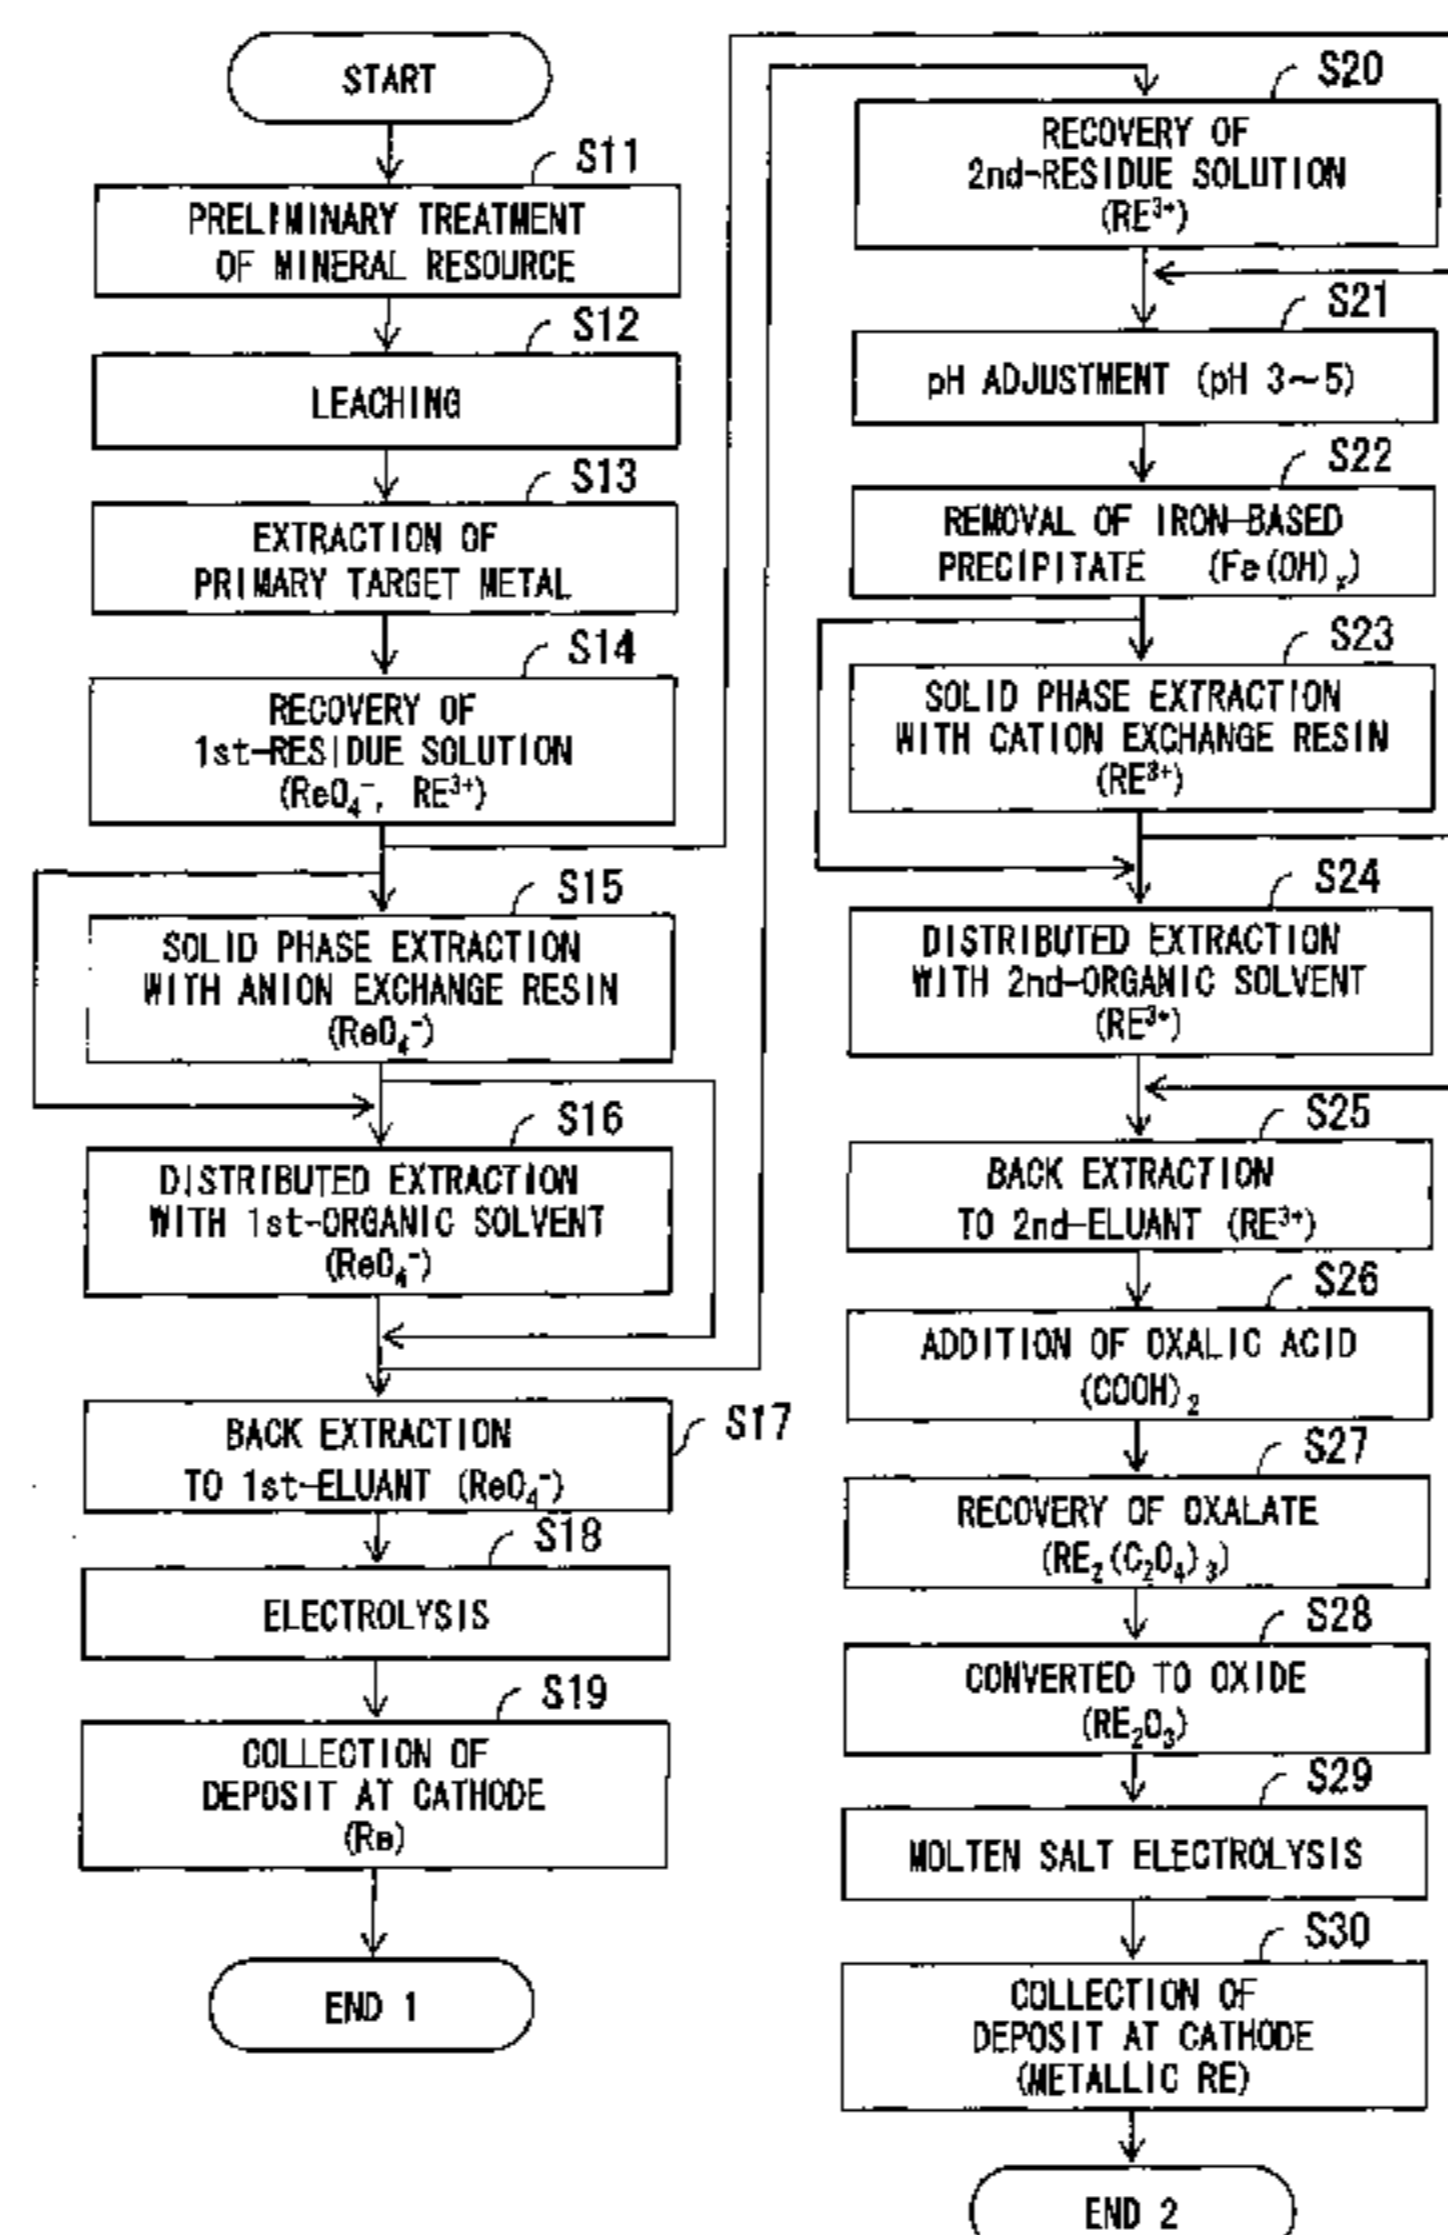 START
S11
PRELIMINARY TREATMENT
OF MINERAL RESOURCE
S12
LEACHING
S13
EXTRACTION OF
PRIMARY TARGET METAL
S14
RECOVERY OF
1st-RESIDUE SOLUTION
(ReO₄⁻, RE³⁺)
S15
SOLID PHASE EXTRACTION
WITH ANION EXCHANGE RESIN
(ReO₄⁻)
S16
DISTRIBUTED EXTRACTION
WITH 1st-ORGANIC SOLVENT
(ReO₄⁻)
S17
BACK EXTRACTION
TO 1st-ELUANT (ReO₄⁻)
S18
ELECTROLYSIS
S19
COLLECTION OF
DEPOSIT AT CATHODE
(Re)
END 1
S20
RECOVERY OF
2nd-RESIDUE SOLUTION
(RE³⁺)
S21
pH ADJUSTMENT (pH 3~5)
S22
REMOVAL OF IRON-BASED
PRECIPITATE (Fe(OH)ₓ)
S23
SOLID PHASE EXTRACTION
WITH CATION EXCHANGE RESIN
(RE³⁺)
S24
DISTRIBUTED EXTRACTION
WITH 2nd-ORGANIC SOLVENT
(RE³⁺)
S25
BACK EXTRACTION
TO 2nd-ELUANT (RE³⁺)
S26
ADDITION OF OXALIC ACID
(COOH)₂
S27
RECOVERY OF OXALATE
(RE₂(C₂O₄)₃)
S28
CONVERTED TO OXIDE
(RE₂O₃)
S29
MOLTEN SALT ELECTROLYSIS
S30
COLLECTION OF
DEPOSIT AT CATHODE
(METALLIC RE)
END 2